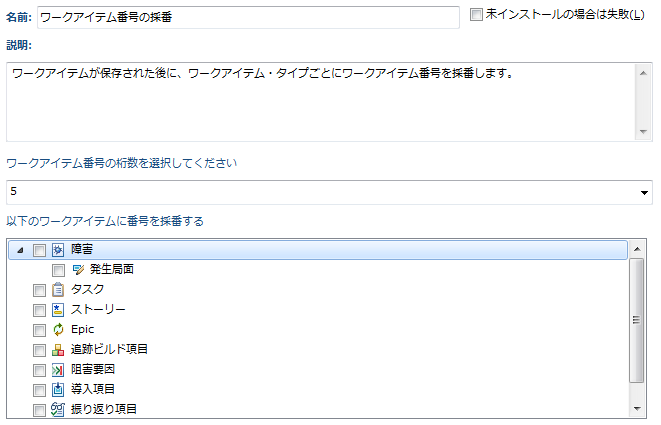 名前: ワークアイテム番号の採番
未インストールの場合は失敗(L)
説明:
ワークアイテムが保存された後に、ワークアイテム・タイプごとにワークアイテム番号を採番します。
ワークアイテム番号の桁数を選択してください
5
以下のワークアイテムに番号を採番する
障害
発生局面
タスク
ストーリー
Epic
追跡ビルド項目
阻害要因
導入項目
振り返り項目